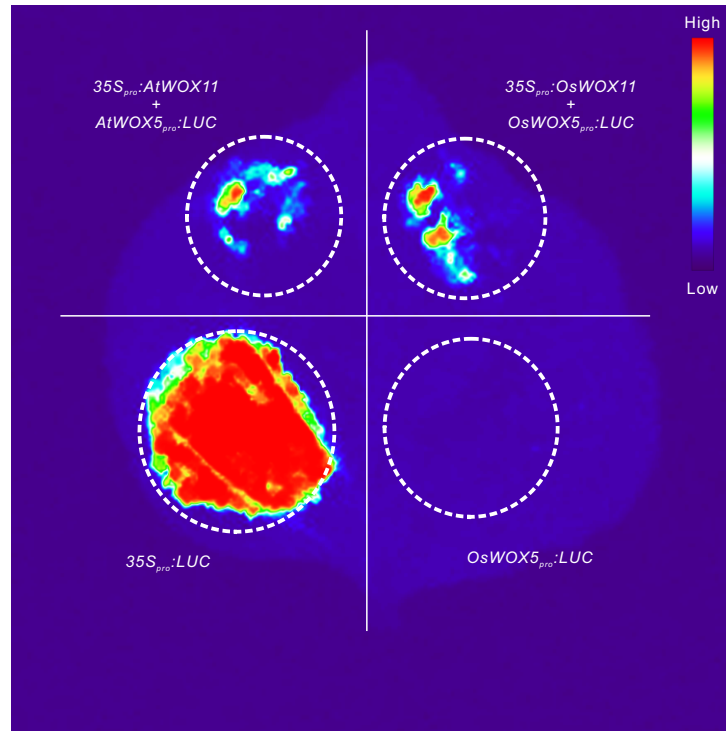 High
35Spro:AtWOX11
+
AtWOX5pro:LUC
35Spro:OsWOX11
+
OsWOX5pro:LUC
Low
35Spro:LUC
OsWOX5pro:LUC